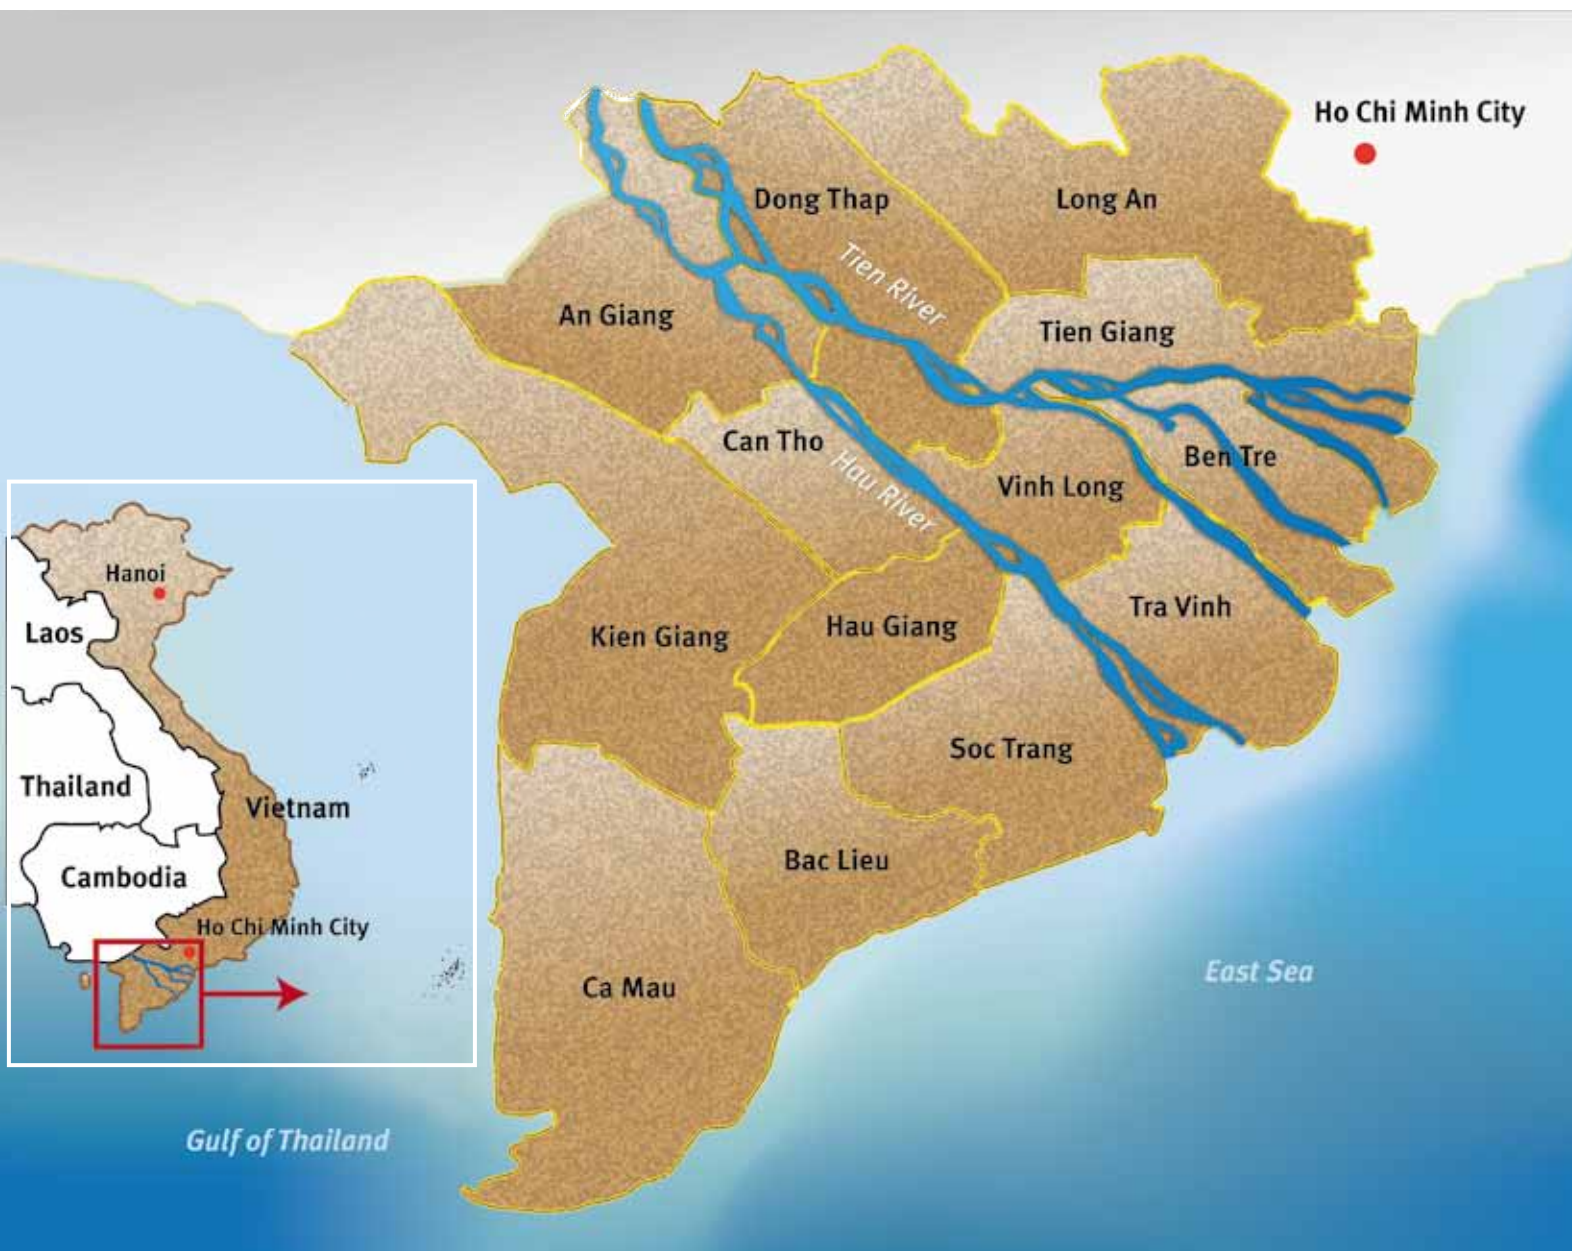 Ho Chi Minh City
Dong Thap
Long An
Tien River
An Giang
Tien Giang
Can Tho
Hau River
Ben Tre
Vinh Long
Hanoi
Laos
Kien Giang
Hau Giang
Tra Vinh
Soc Trang
Thailand
Vietnam
Bac Lieu
Cambodia
Ho Chi Minh City
Ca Mau
East Sea
Gulf of Thailand